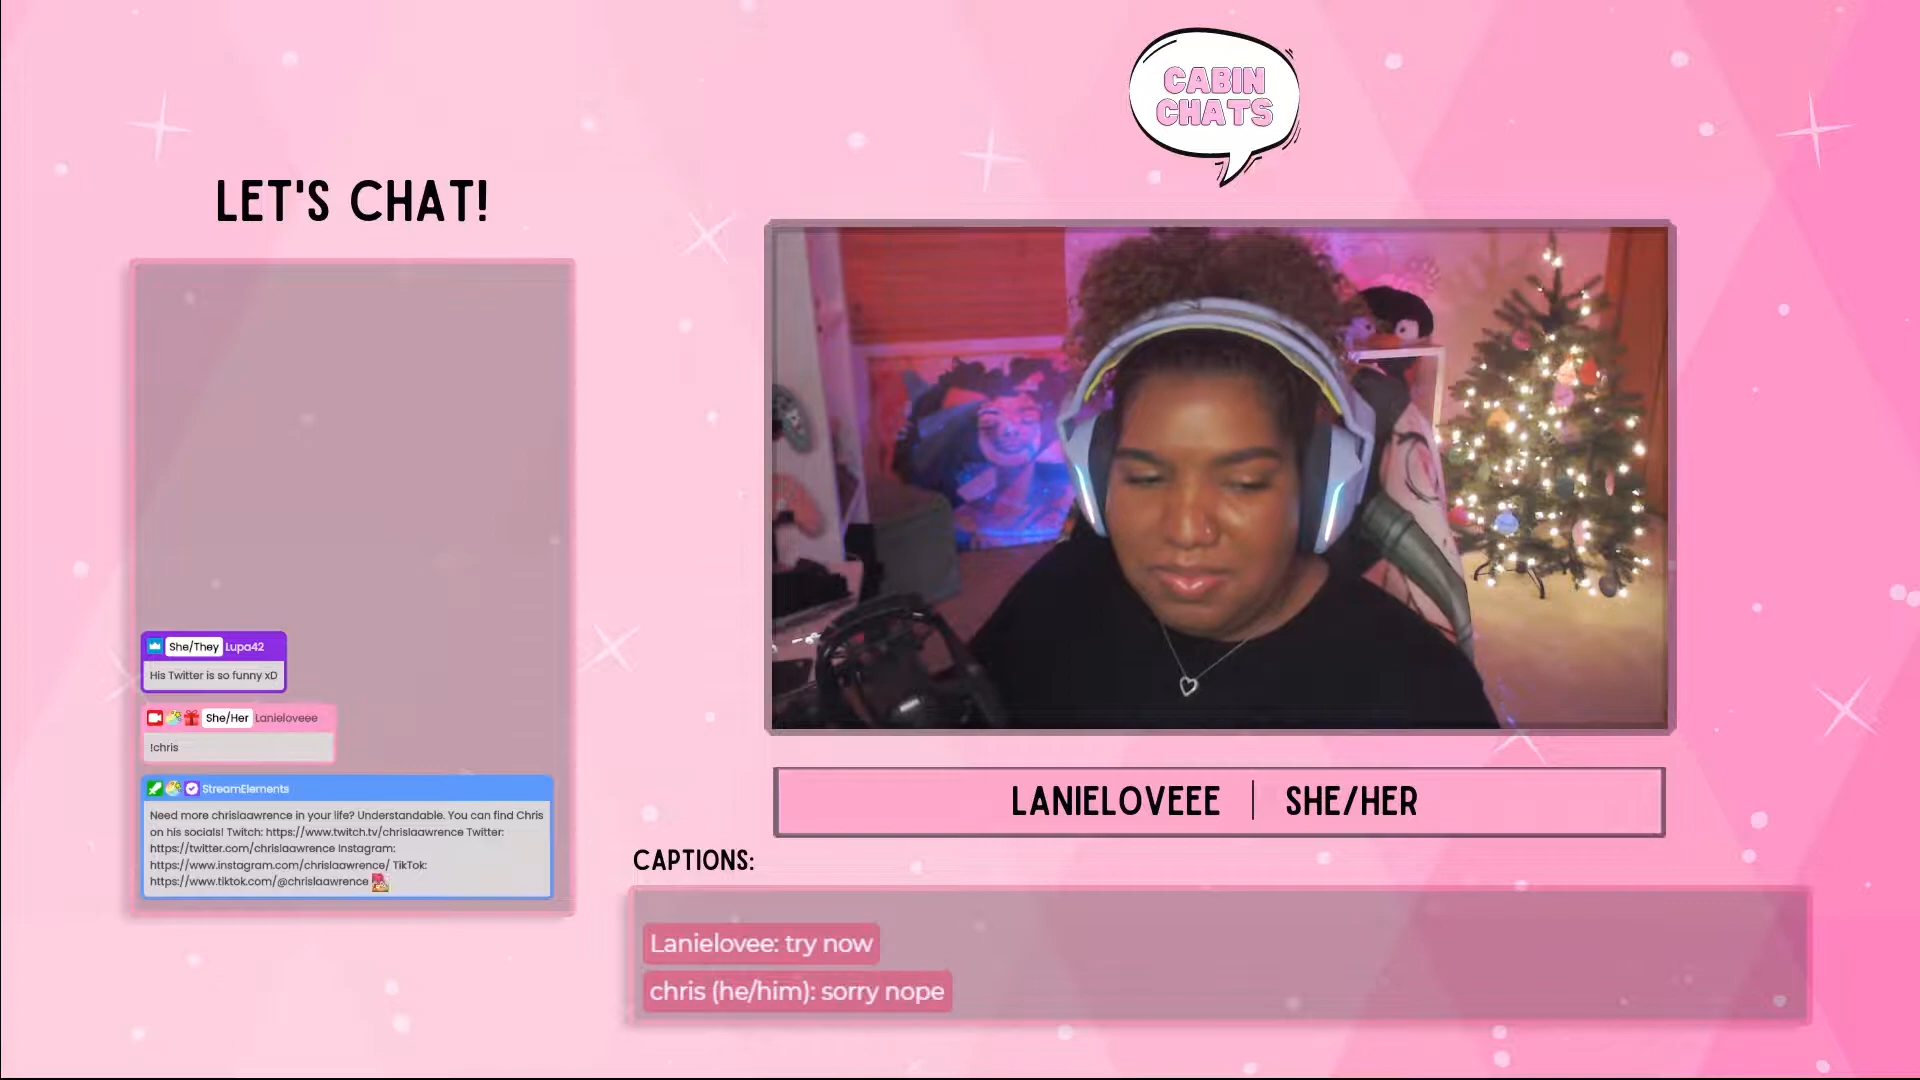 CABIN
CHATS
LET'S CHAT!
She/They Lupa42
His Twitter is so funny xD
She/Her Lanieloveee
!chris
StreamElements
Need more chrislaawrence in your life? Understandable. You can find Chris
on his socials! Twitch: https://www.twitch.tv/chrislaawrence Twitter:
https://twitter.com/chrislaawrence Instagram:
https://www.instagram.com/chrislaawrence/ TikTok:
https://www.tiktok.com/@chrislaawrence
LANIELOVEEE | SHE/HER
CAPTIONS:
Lanielovee: try now
chris (he/him): sorry nope